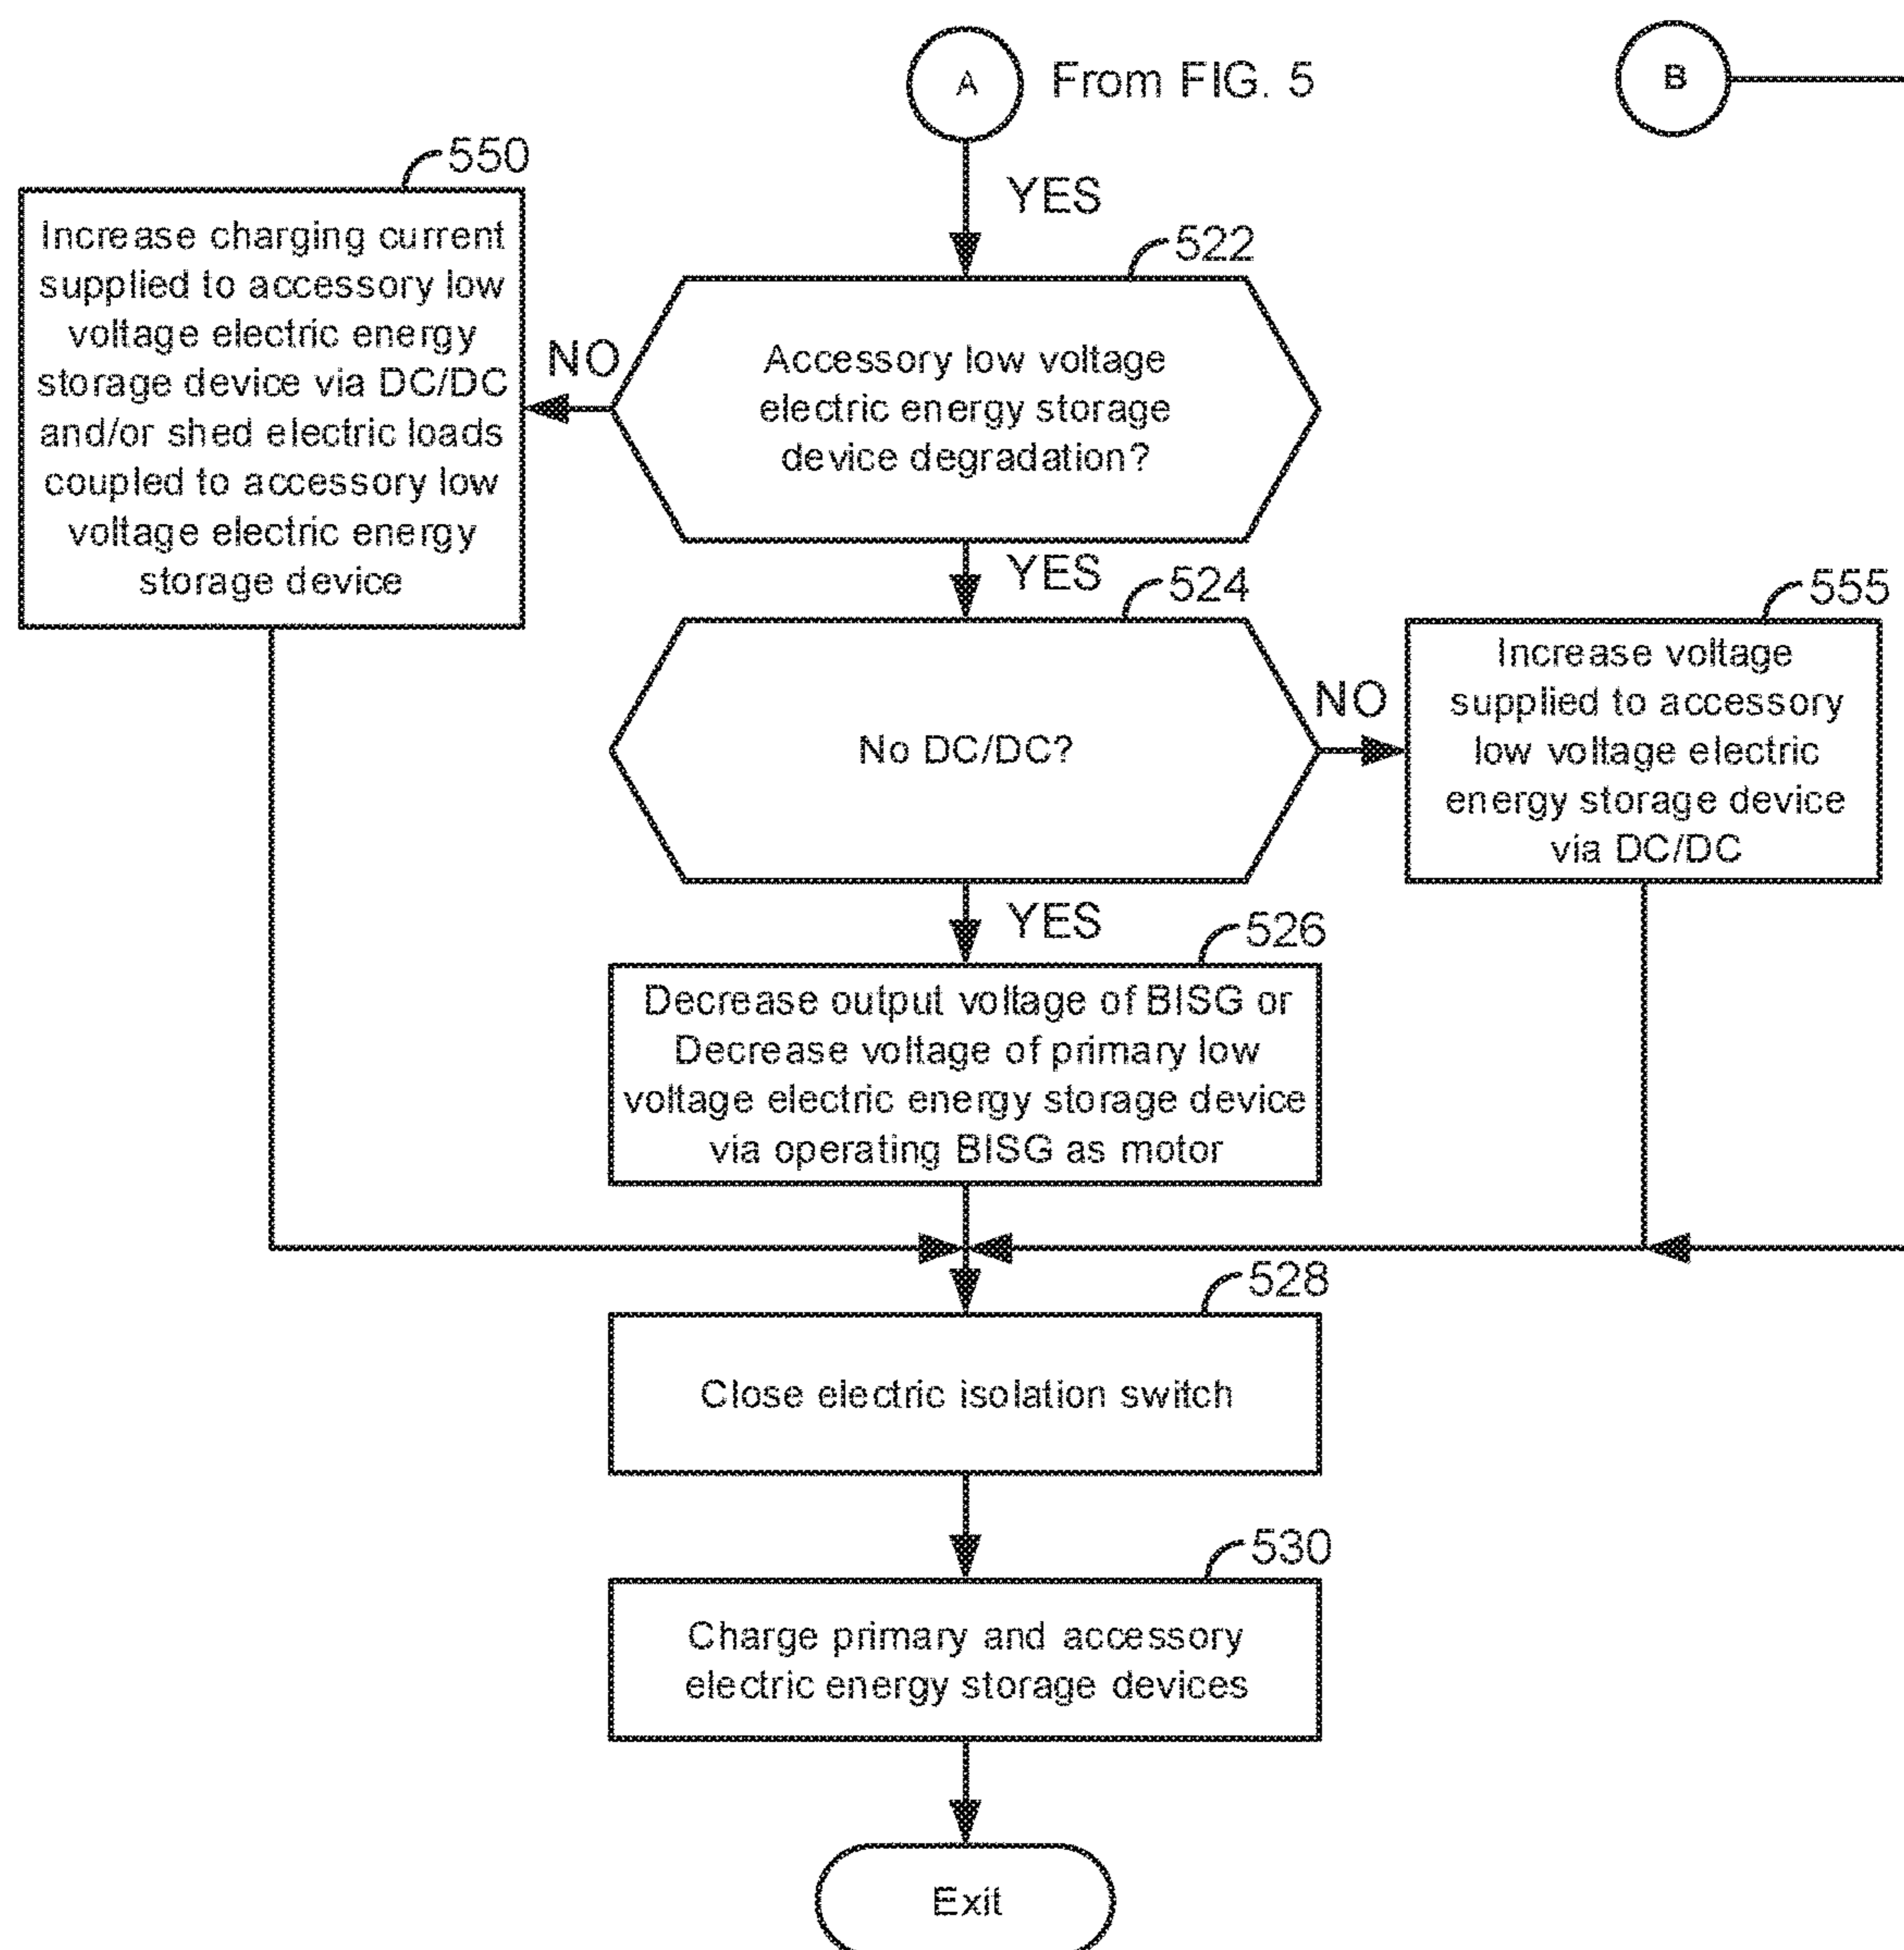 A
From FIG. 5
B
YES
550
Increase charging current
supplied to accessory low
voltage electric energy
storage device via DC/DC
and/or shed electric loads
coupled to accessory low
voltage electric energy
storage device
522
NO
Accessory low voltage
electric energy storage
device degradation?
YES
524
No DC/DC?
NO
555
Increase voltage
supplied to accessory
low voltage electric
energy storage device
via DC/DC
YES
526
Decrease output voltage of BISG or
Decrease voltage of primary low
voltage electric energy storage device
via operating BISG as motor
528
Close electric isolation switch
530
Charge primary and accessory
electric energy storage devices
Exit